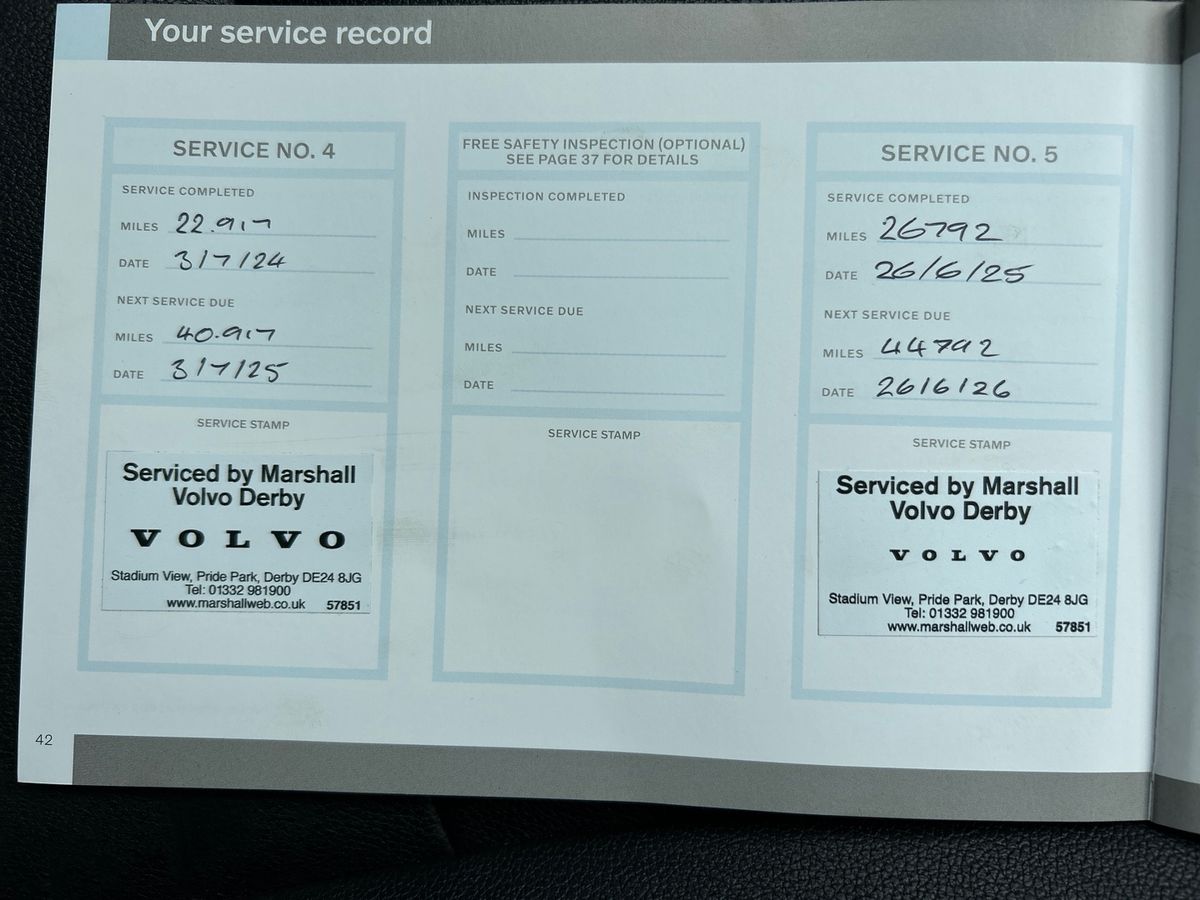 Your service record
SERVICE NO. 4
SERVICE COMPLETED
MILES 22.917
DATE 3/7/24
NEXT SERVICE DUE
MILES 40.917
DATE 3/7/25
SERVICE STAMP
Serviced by Marshall
Volvo Derby
VOLVO
Stadium View, Pride Park, Derby DE24 8JG
Tel: 01332 981900
www.marshallweb.co.uk 57851
FREE SAFETY INSPECTION (OPTIONAL)
SEE PAGE 37 FOR DETAILS
INSPECTION COMPLETED
MILES
DATE
NEXT SERVICE DUE
MILES
DATE
SERVICE STAMP
SERVICE NO. 5
SERVICE COMPLETED
MILES 26792
DATE 26/6/25
NEXT SERVICE DUE
MILES 44792
DATE 26/6/26
SERVICE STAMP
Serviced by Marshall
Volvo Derby
VOLVO
Stadium View, Pride Park, Derby DE24 8JG
Tel: 01332 981900
www.marshallweb.co.uk 57851
42